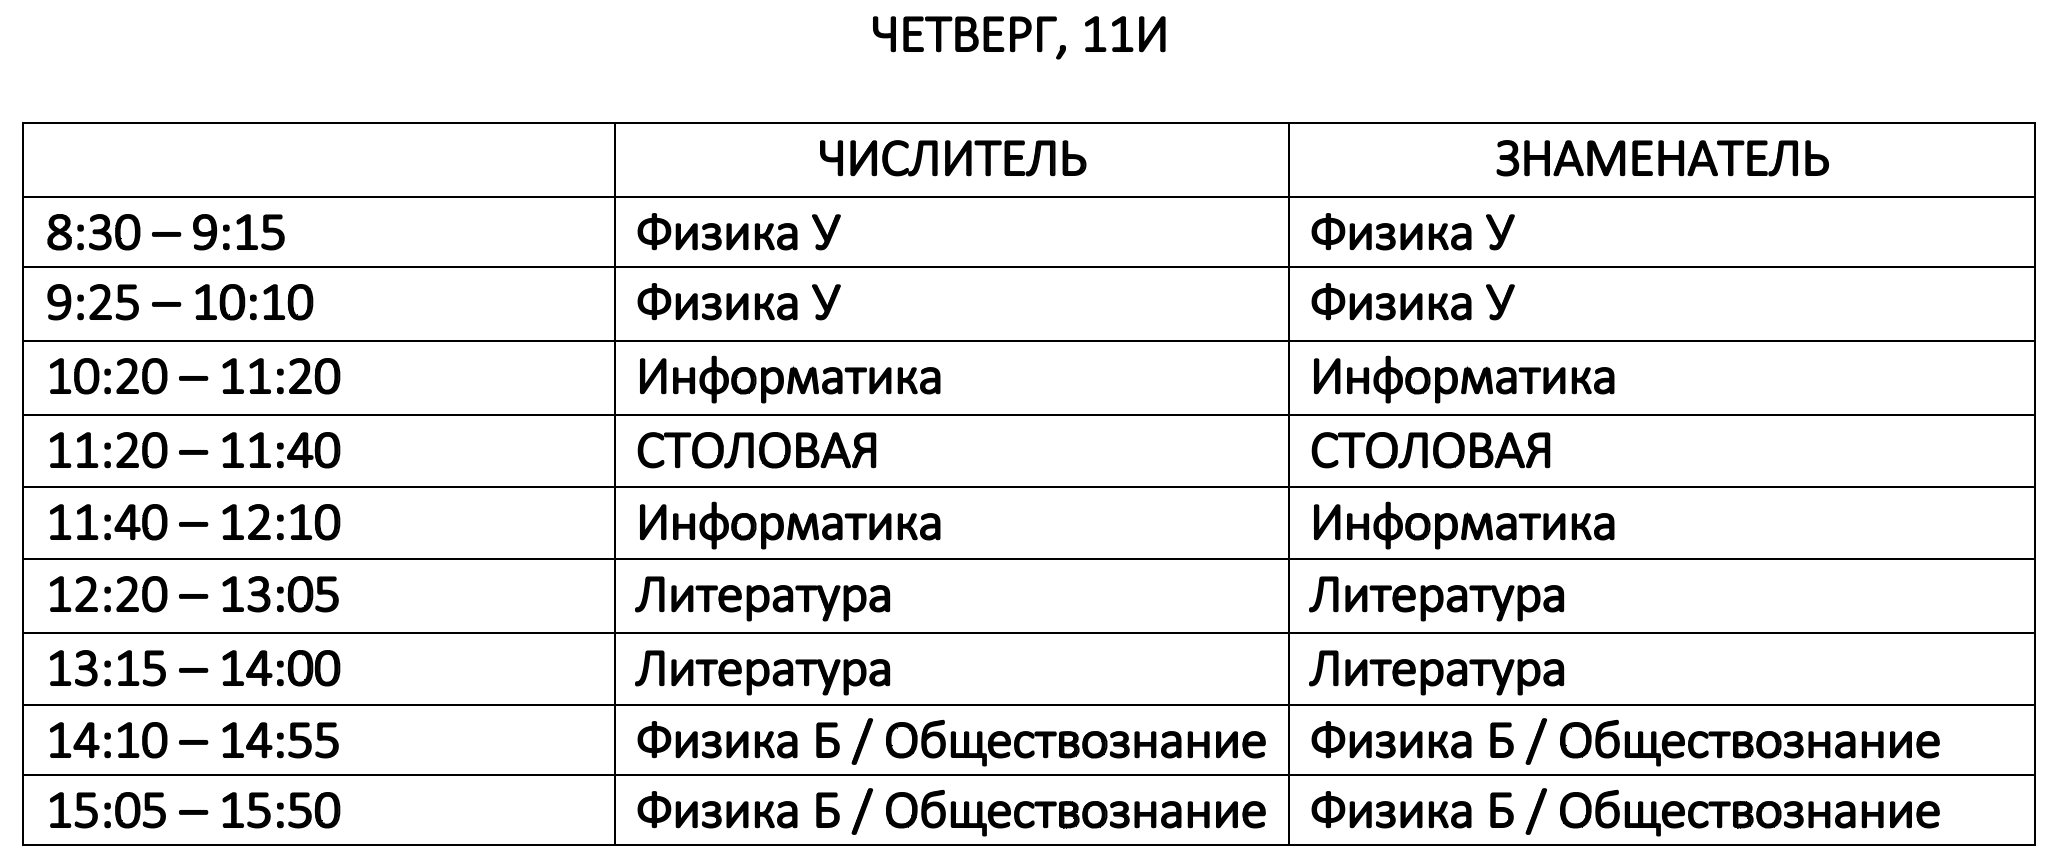 ЧЕТВЕРГ, 11И
ЧИСЛИТЕЛЬ ЗНАМЕНАТЕЛЬ
8:30 – 9:15 Физика У Физика У
9:25 – 10:10 Физика У Физика У
10:20 – 11:20 Информатика Информатика
11:20 – 11:40 СТОЛОВАЯ СТОЛОВАЯ
11:40 – 12:10 Информатика Информатика
12:20 – 13:05 Литература Литература
13:15 – 14:00 Литература Литература
14:10 – 14:55 Физика Б / Обществознание Физика Б / Обществознание
15:05 – 15:50 Физика Б / Обществознание Физика Б / Обществознание